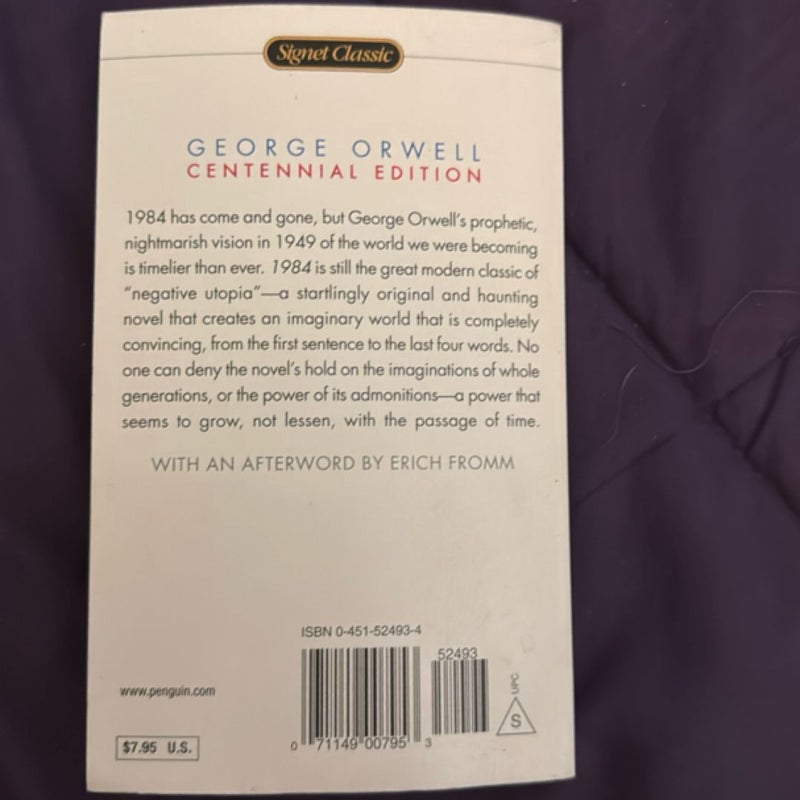 Signet Classic
GEORGE ORWELL
CENTENNIAL EDITION
1984 has come and gone, but George Orwell's prophetic,
nightmarish vision in 1949 of the world we were becoming
is timelier than ever. 1984 is still the great modern classic of
"negative utopia"—a startlingly original and haunting
novel that creates an imaginary world that is completely
convincing, from the first sentence to the last four words. No
one can deny the novel's hold on the imaginations of whole
generations, or the power of its admonitions—a power that
seems to grow, not lessen, with the passage of time.
WITH AN AFTERWORD BY ERICH FROMM
ISBN 0-451-52493-4
52493
www.penguin.com
UPC
S
$7.95 U.S.
0 71149 00795 3